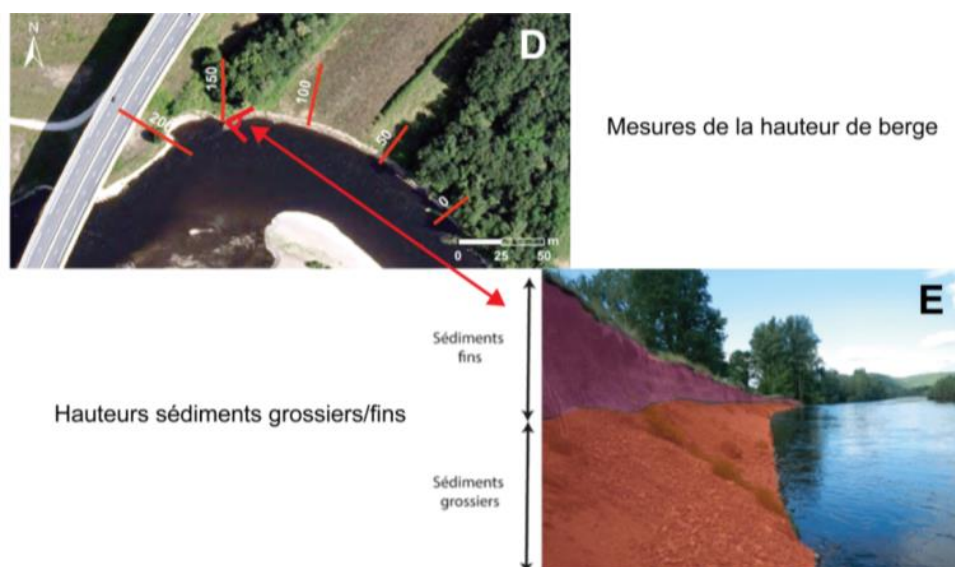 N
D
200
150
100
50
0
0 25 50 m
Mesures de la hauteur de berge
E
Sédiments
fins
Hauteurs sédiments grossiers/fins
Sédiments
grossiers